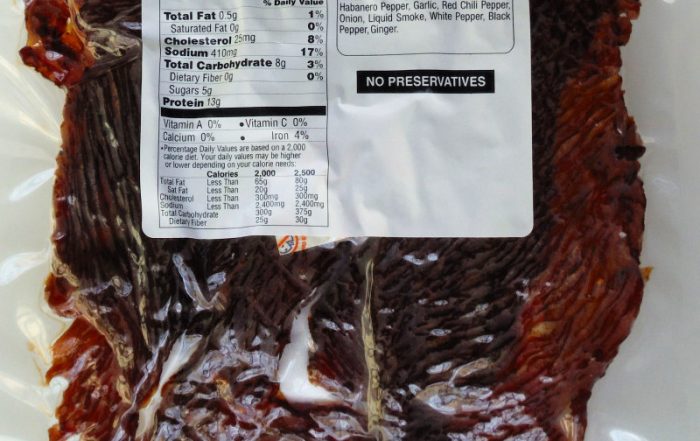 % Daily Value
Total Fat 0.5g 1%
Saturated Fat 0g 0%
Cholesterol 25mg 8%
Sodium 410mg 17%
Total Carbohydrate 8g 3%
Dietary Fiber 0g 0%
Sugars 5g
Protein 13g
Vitamin A 0% • Vitamin C 0%
Calcium 0% • Iron 4%
•Percentage Daily Values are based on a 2,000
calorie diet. Your daily values may be higher
or lower depending on your calorie needs:
Calories 2,000 2,500
Total Fat Less Than 65g 80g
Sat Fat Less Than 20g 25g
Cholesterol Less Than 300mg 300mg
Sodium Less Than 2,400mg 2,400mg
Total Carbohydrate 300g 375g
Dietary Fiber 25g 30g
Habanero Pepper, Garlic, Red Chili Pepper,
Onion, Liquid Smoke, White Pepper, Black
Pepper, Ginger.
NO PRESERVATIVES